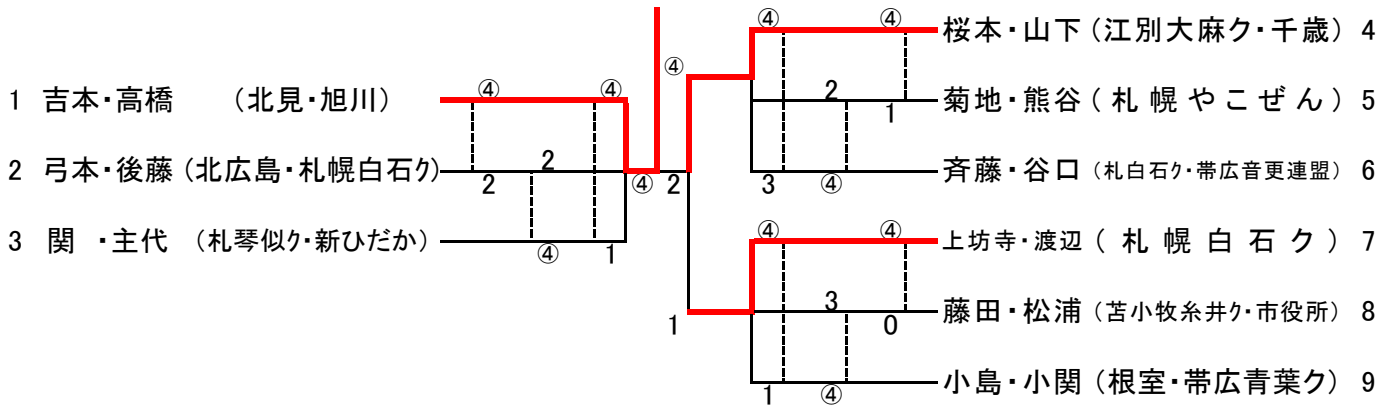 ④ ④ 桜本・山下（江別大麻ク・千歳） 4
④
1 吉本・高橋 （北見・旭川） ④ ④
2 1 菊地・熊谷（札幌やこぜん） 5
2 弓本・後藤（北広島・札幌白石ク） 2 2 ④ 2
3 ④ 斉藤・谷口（札白石ク・帯広音更連盟） 6
3 関 ・主代 （札琴似ク・新ひだか） ④ 1
④ ④ 上坊寺・渡辺（札幌白石ク） 7
1 3 0 藤田・松浦（苫小牧糸井ク・市役所） 8
1 ④ 小島・小関（根室・帯広青葉ク） 9